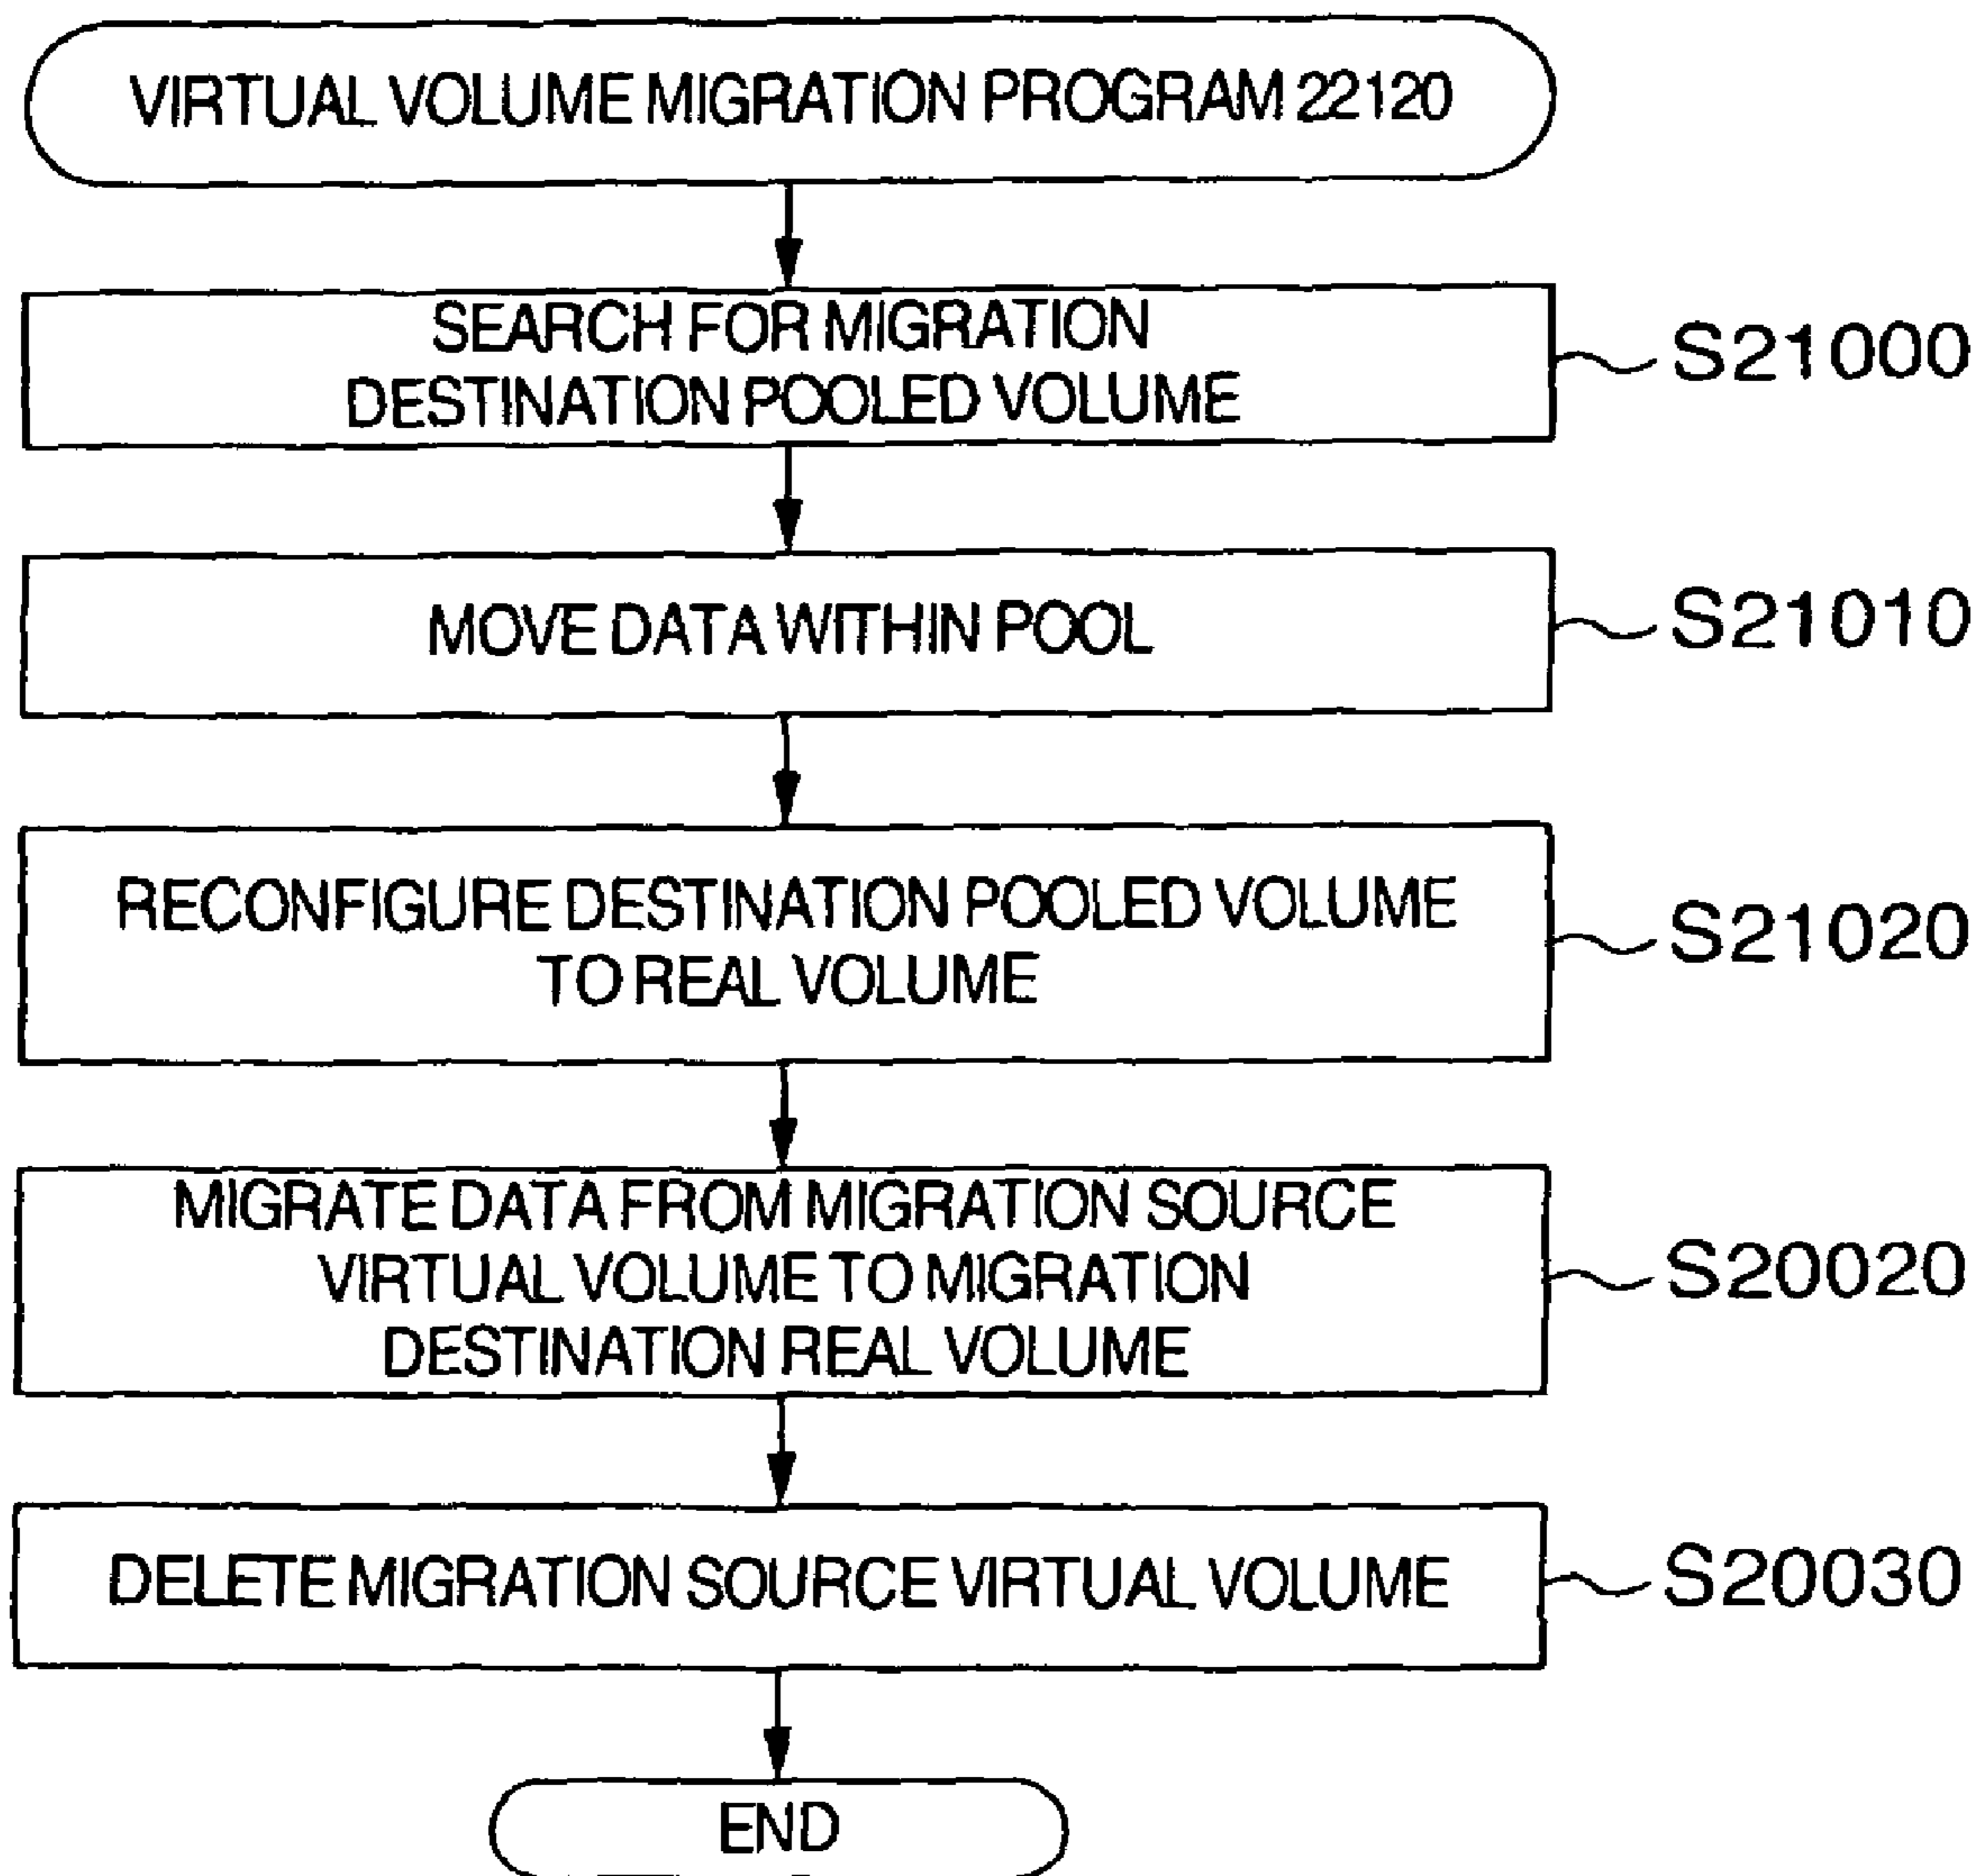 VIRTUAL VOLUME MIGRATION PROGRAM 22120
SEARCH FOR MIGRATION
DESTINATION POOLED VOLUME
S21000
MOVE DATA WITHIN POOL
S21010
RECONFIGURE DESTINATION POOLED VOLUME
TO REAL VOLUME
S21020
MIGRATE DATA FROM MIGRATION SOURCE
VIRTUAL VOLUME TO MIGRATION
DESTINATION REAL VOLUME
S20020
DELETE MIGRATION SOURCE VIRTUAL VOLUME
S20030
END